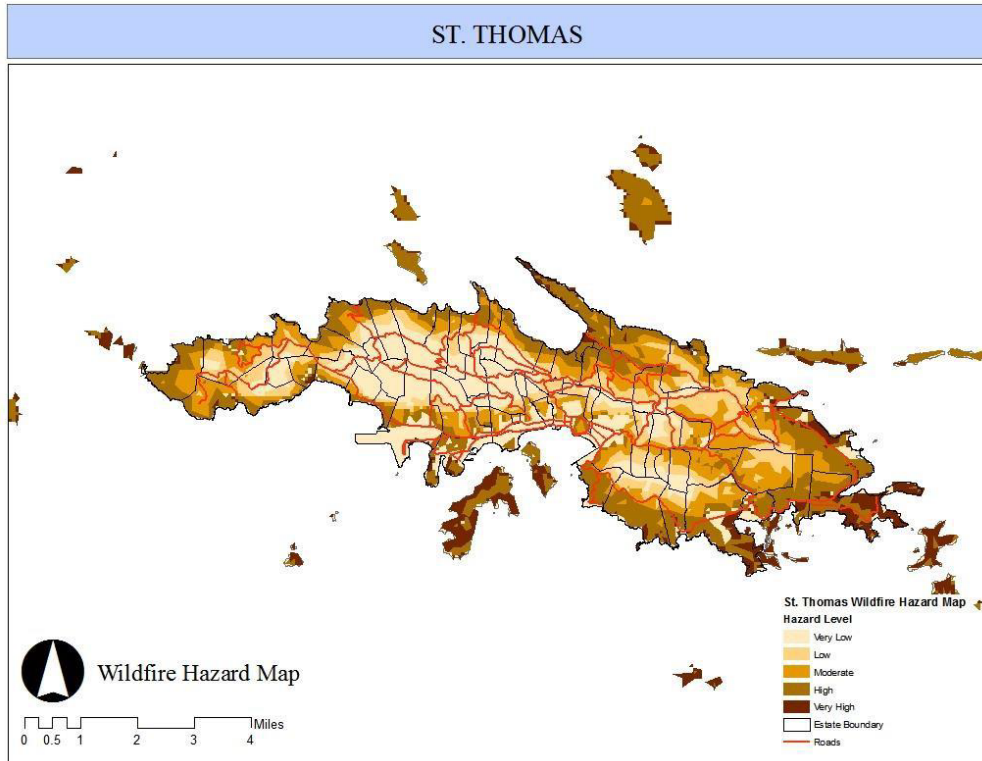 ST. THOMAS
St. Thomas Wildfire Hazard Map
Hazard Level
Very Low
Low
Moderate
High
Very High
Estate Boundary
Roads
Wildfire Hazard Map
Miles
0 0.5 1 2 3 4